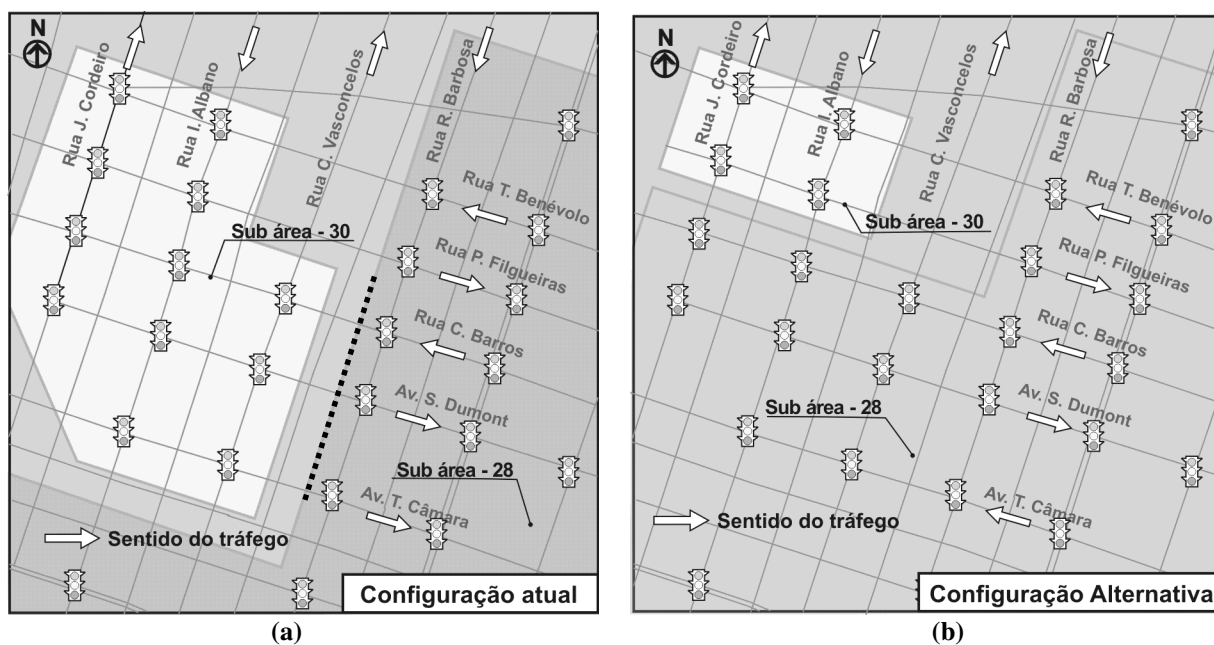 N
Rua J. Cordeiro
Rua I. Albano
Rua C. Vasconcelos
Rua R. Barbosa
Rua T. Benévolo
Sub área - 30
Rua P. Filgueiras
Rua C. Barros
Av. S. Dumont
Sub área - 28
Av. T. Câmara
Sentido do tráfego
Configuração atual
(a)
N
Rua J. Cordeiro
Rua I. Albano
Rua C. Vasconcelos
Rua R. Barbosa
Rua T. Benévolo
Sub área - 30
Rua P. Filgueiras
Rua C. Barros
Av. S. Dumont
Sub área - 28
Av. T. Câmara
Sentido do tráfego
Configuração Alternativa
(b)